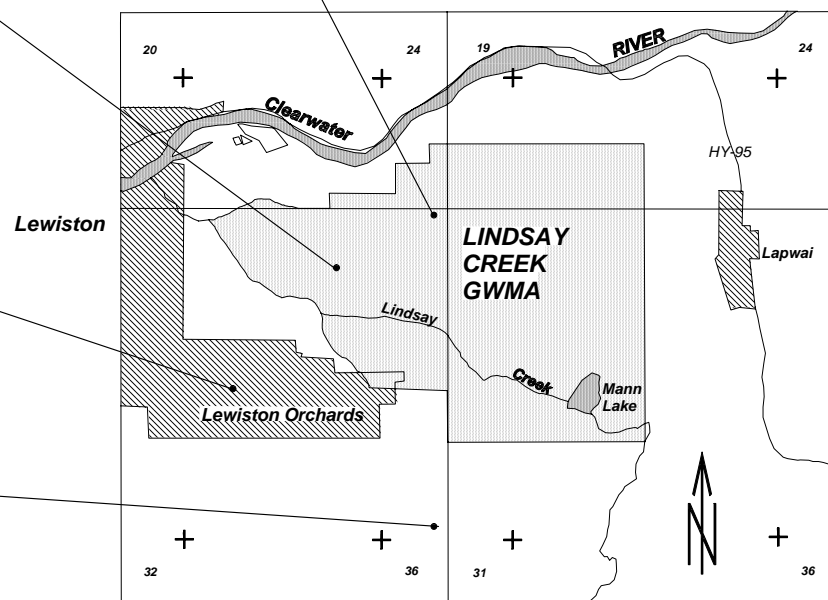 20
24
19
24
RIVER
Clearwater
HY-95
Lewiston
LINDSAY
CREEK
GWMA
Lapwai
Lindsay
Creek
Mann
Lake
Lewiston Orchards
N
32
36
31
36